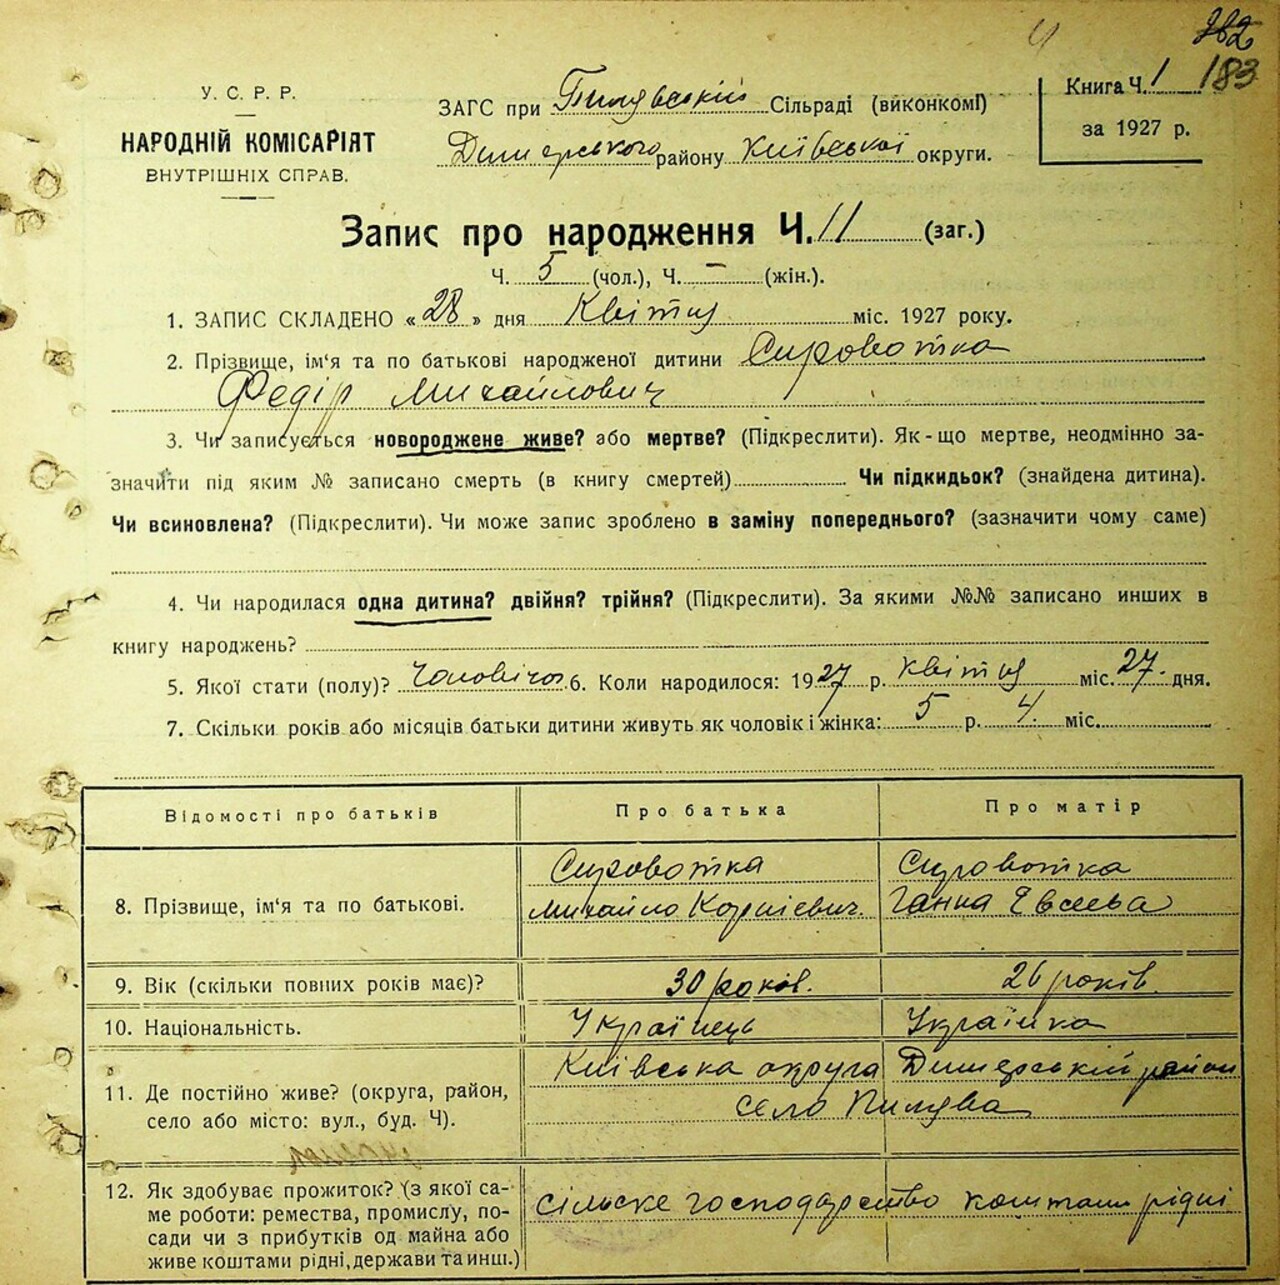 У. С. Р. Р.
НАРОДНІЙ КОМІСАРІЯТ
ВНУТРІШНІХ СПРАВ.
ЗАГС при Пилявській Сільраді (виконкомі)
Димерського району Київської округи.
183
Книга Ч. 1
за 1927 р.
Запис про народження Ч. 11 (заг.)
Ч. 5 (чол.), Ч. – (жін.).
1. ЗАПИС СКЛАДЕНО «28» дня Квітня міс. 1927 року.
2. Прізвище, ім'я та по батькові народженої дитини Сироватка
Федір Михайлович
3. Чи записується новороджене живе? або мертве? (Підкреслити). Як-що мертве, неодмінно за-
значити під яким № записано смерть (в книгу смертей) Чи підкидьок? (знайдена дитина).
Чи всиновлена? (Підкреслити). Чи може запис зроблено в заміну попереднього? (зазначити чому саме)
4. Чи народилася одна дитина? двійня? трійня? (Підкреслити). За якими №№ записано инших в
книгу народжень?
5. Якої стати (полу)? Чоловічої 6. Коли народилося: 1927 р. Квітня міс. 27 дня.
7. Скільки років або місяців батьки дитини живуть як чоловік і жінка: 5 р. 4 міс.
Відомості про батьків Про батька Про матір
8. Прізвище, ім'я та по батькові. Сироватка Михайло Корнієвич. Сироватка Ганна Евсеева
9. Вік (скільки повних років має)? 30 років. 26 років.
10. Національність. Українець Українка
11. Де постійно живе? (округа, район, Київська округа Димерський район
село або місто: вул., буд. Ч). село Пилява
12. Як здобуває прожиток? (з якої са-
ме роботи: ремества, промислу, по- сільске господарство коштами рідні
сади чи з прибутків од майна або
живе коштами рідні, держави та инш.)